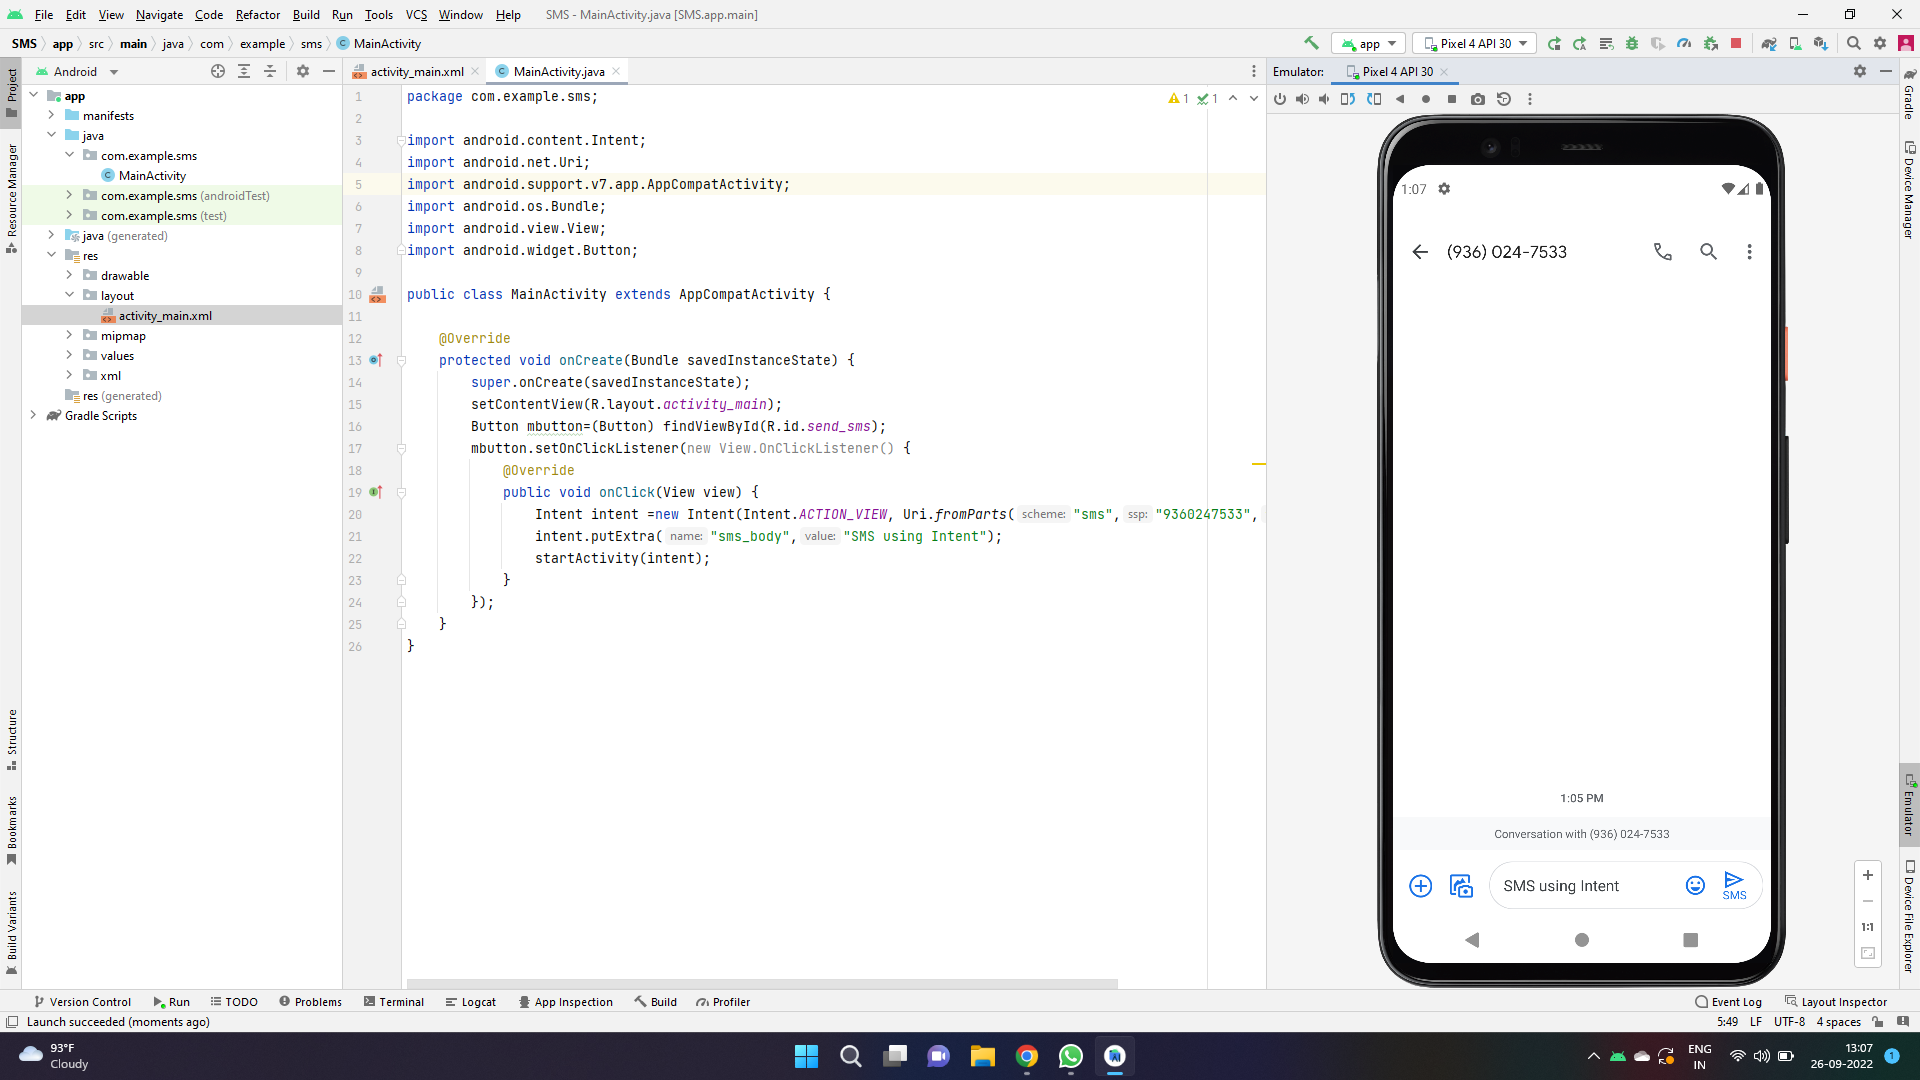 File Edit View Navigate Code Refactor Build Run Tools VCS Window Help SMS - MainActivity.java [SMS.app.main]
SMS app src main java com example sms MainActivity
app Pixel 4 API 30
Android
activity_main.xml MainActivity.java
Emulator: Pixel 4 API 30
Project
Resource Manager
Structure
Bookmarks
Build Variants
app
manifests
java
com.example.sms
MainActivity
com.example.sms (androidTest)
com.example.sms (test)
java (generated)
res
drawable
layout
activity_main.xml
mipmap
values
xml
res (generated)
Gradle Scripts
1 package com.example.sms;
2
3 import android.content.Intent;
4 import android.net.Uri;
5 import android.support.v7.app.AppCompatActivity;
6 import android.os.Bundle;
7 import android.view.View;
8 import android.widget.Button;
9
10 public class MainActivity extends AppCompatActivity {
11
12 @Override
13 protected void onCreate(Bundle savedInstanceState) {
14 super.onCreate(savedInstanceState);
15 setContentView(R.layout.activity_main);
16 Button mbutton=(Button) findViewById(R.id.send_sms);
17 mbutton.setOnClickListener(new View.OnClickListener() {
18 @Override
19 public void onClick(View view) {
20 Intent intent =new Intent(Intent.ACTION_VIEW, Uri.fromParts( scheme: "sms", ssp: "9360247533",
21 intent.putExtra( name: "sms_body", value: "SMS using Intent");
22 startActivity(intent);
23 }
24 });
25 }
26 }
1 1
1:07
(936) 024-7533
1:05 PM
Conversation with (936) 024-7533
SMS using Intent
SMS
1:1
Gradle
Device Manager
Emulator
Device File Explorer
Version Control Run TODO Problems Terminal Logcat App Inspection Build Profiler Event Log Layout Inspector
Launch succeeded (moments ago) 5:49 LF UTF-8 4 spaces
93°F
Cloudy
ENG
IN
13:07
26-09-2022
1